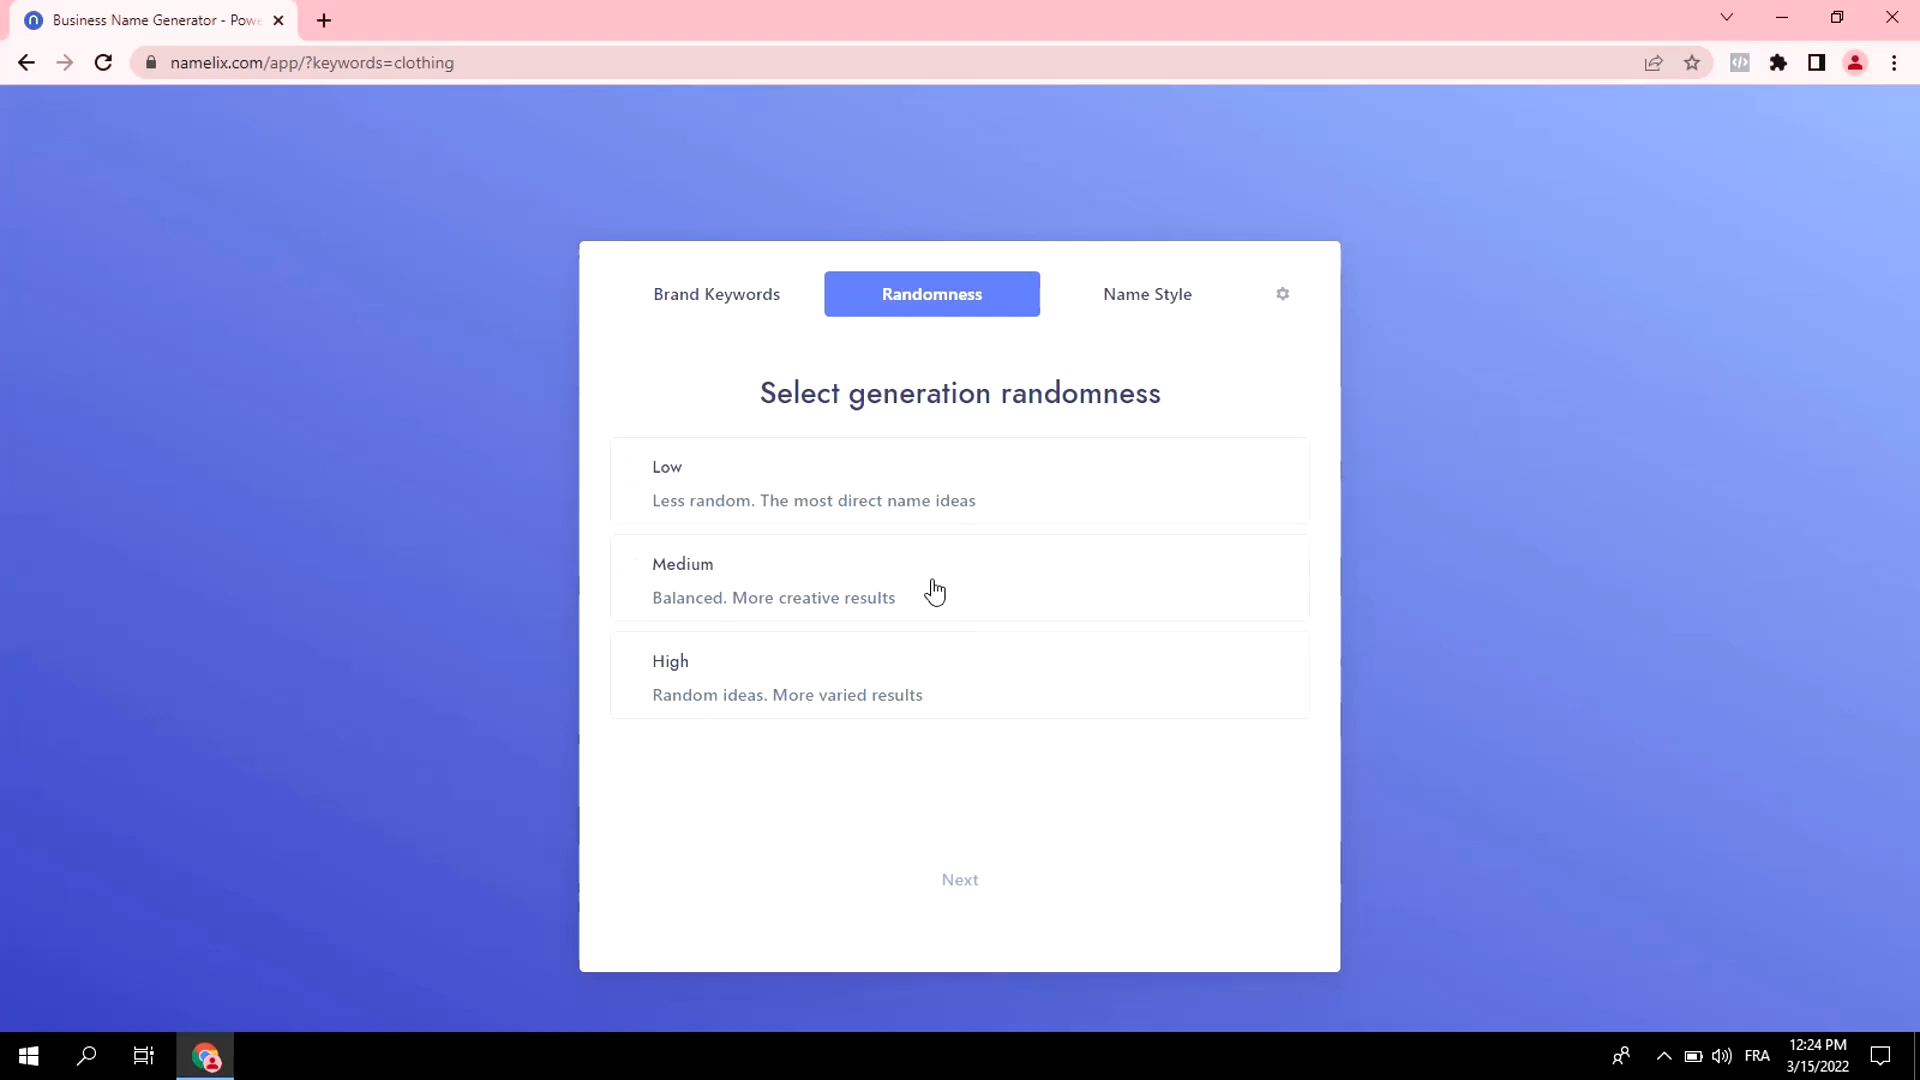 Business Name Generator - Powe
namelix.com/app/?keywords=clothing
Brand Keywords
Randomness
Name Style
Select generation randomness
Low
Less random. The most direct name ideas
Medium
Balanced. More creative results
High
Random ideas. More varied results
Next
FRA
12:24 PM
3/15/2022